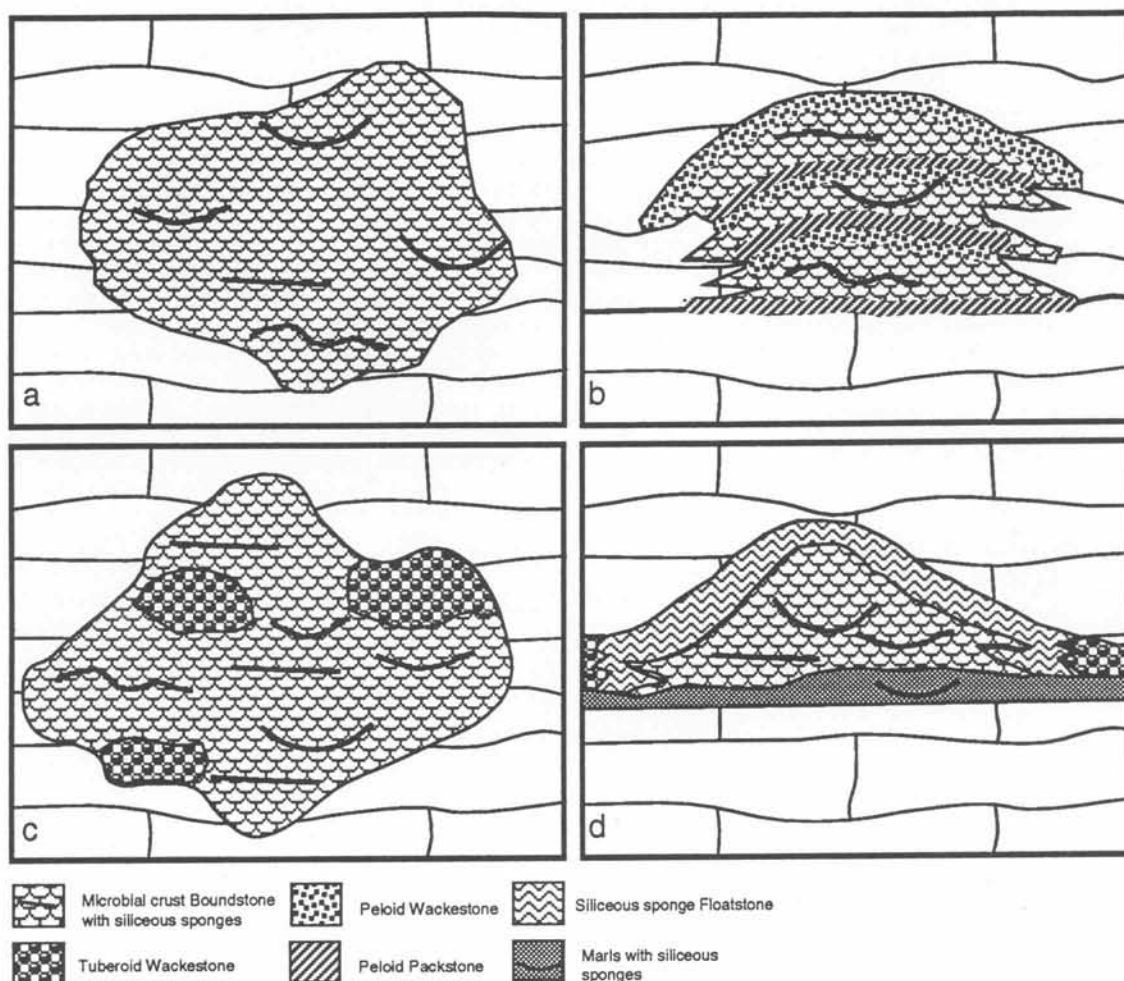 a
b
c
d
Microbial crust Boundstone
with siliceous sponges
Peloid Wackestone
Siliceous sponge Floatstone
Tuberoid Wackestone
Peloid Packstone
Marls with siliceous
sponges